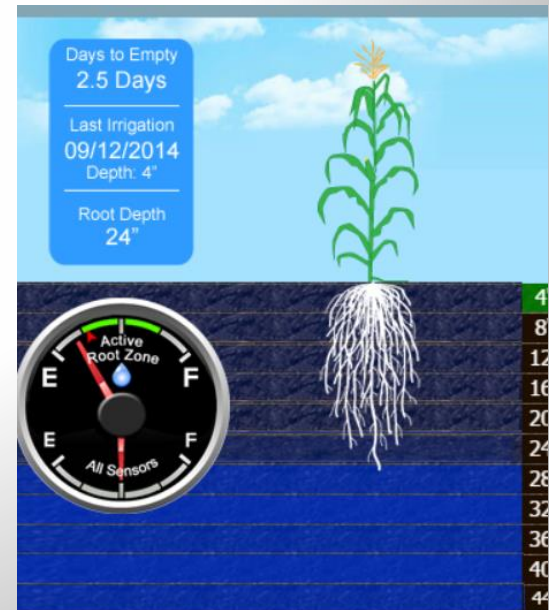 Days to Empty
2.5 Days
Last Irrigation
09/12/2014
Depth: 4"
Root Depth
24"
Active
Root Zone
E F
E F
All Sensors
4
8
12
16
20
24
28
32
36
40
44